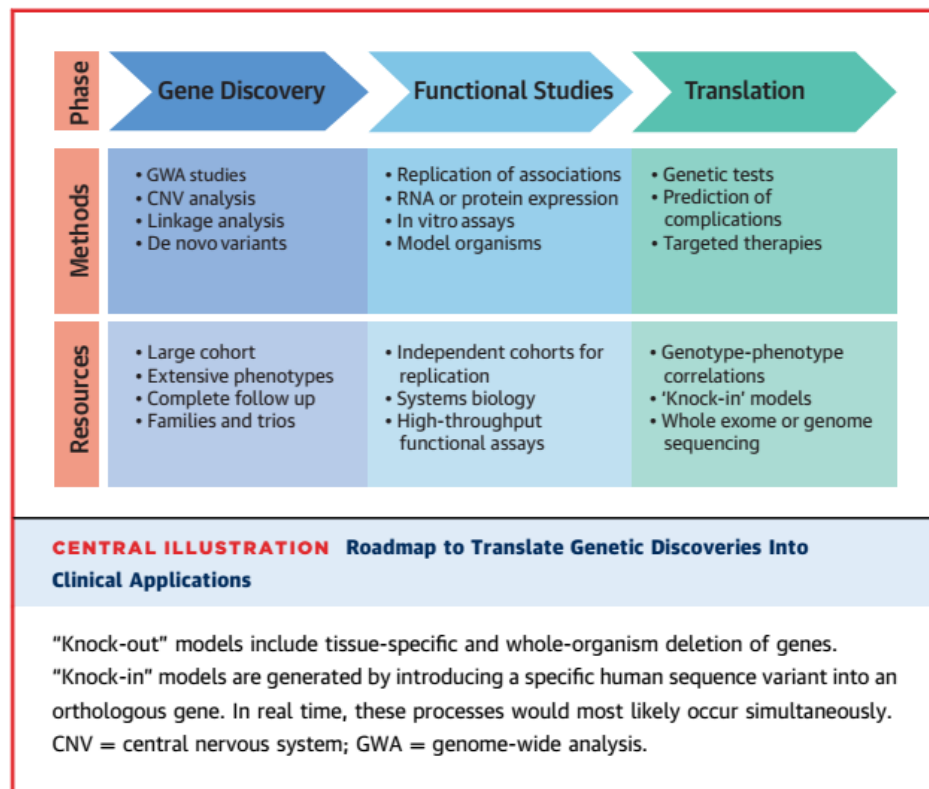 Phase
Gene Discovery
Functional Studies
Translation
Methods
• GWA studies
• CNV analysis
• Linkage analysis
• De novo variants
• Replication of associations
• RNA or protein expression
• In vitro assays
• Model organisms
• Genetic tests
• Prediction of
complications
• Targeted therapies
Resources
• Large cohort
• Extensive phenotypes
• Complete follow up
• Families and trios
• Independent cohorts for
replication
• Systems biology
• High-throughput
functional assays
• Genotype-phenotype
correlations
• ‘Knock-in’ models
• Whole exome or genome
sequencing
CENTRAL ILLUSTRATION Roadmap to Translate Genetic Discoveries Into
Clinical Applications
“Knock-out” models include tissue-specific and whole-organism deletion of genes.
“Knock-in” models are generated by introducing a specific human sequence variant into an
orthologous gene. In real time, these processes would most likely occur simultaneously.
CNV = central nervous system; GWA = genome-wide analysis.